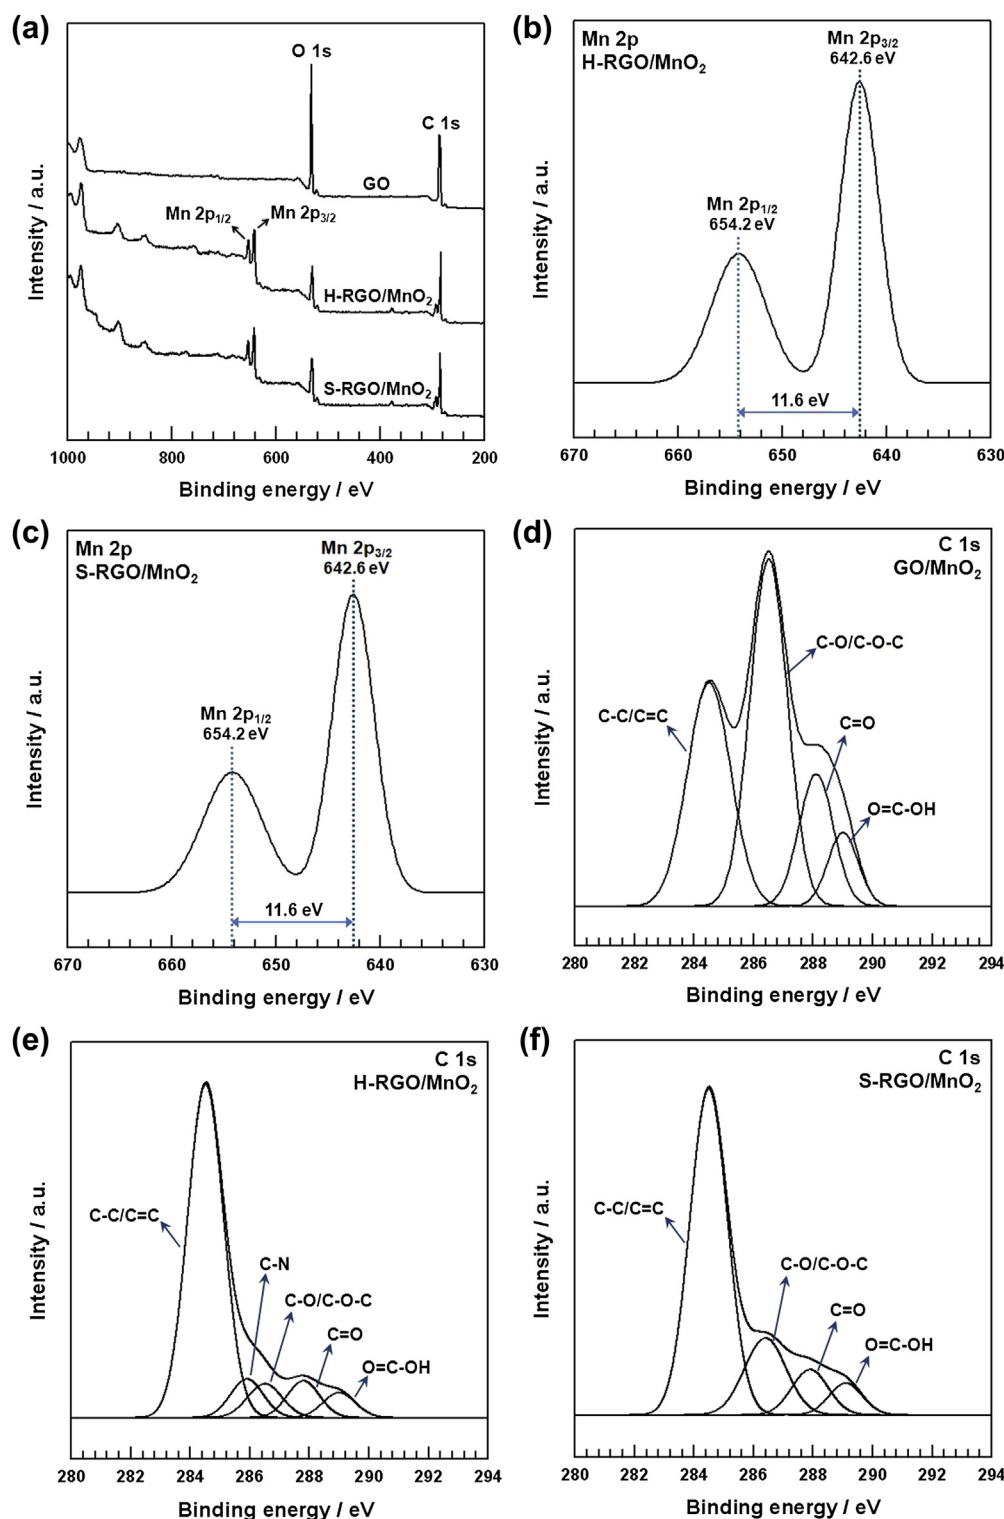 (a)
O 1s
C 1s
GO
Mn 2p1/2
Mn 2p3/2
H-RGO/MnO2
S-RGO/MnO2
Intensity / a.u.
1000 800 600 400 200
Binding energy / eV
(b)
Mn 2p
H-RGO/MnO2
Mn 2p3/2
642.6 eV
Mn 2p1/2
654.2 eV
11.6 eV
Intensity / a.u.
670 660 650 640 630
Binding energy / eV
(c)
Mn 2p
S-RGO/MnO2
Mn 2p3/2
642.6 eV
Mn 2p1/2
654.2 eV
11.6 eV
Intensity / a.u.
670 660 650 640 630
Binding energy / eV
(d)
C 1s
GO/MnO2
C-O/C-O-C
C-C/C=C
C=O
O=C-OH
Intensity / a.u.
280 282 284 286 288 290 292 294
Binding energy / eV
(e)
C 1s
H-RGO/MnO2
C-C/C=C
C-N
C-O/C-O-C
C=O
O=C-OH
Intensity / a.u.
280 282 284 286 288 290 292 294
Binding energy / eV
(f)
C 1s
S-RGO/MnO2
C-C/C=C
C-O/C-O-C
C=O
O=C-OH
Intensity / a.u.
280 282 284 286 288 290 292 294
Binding energy / eV